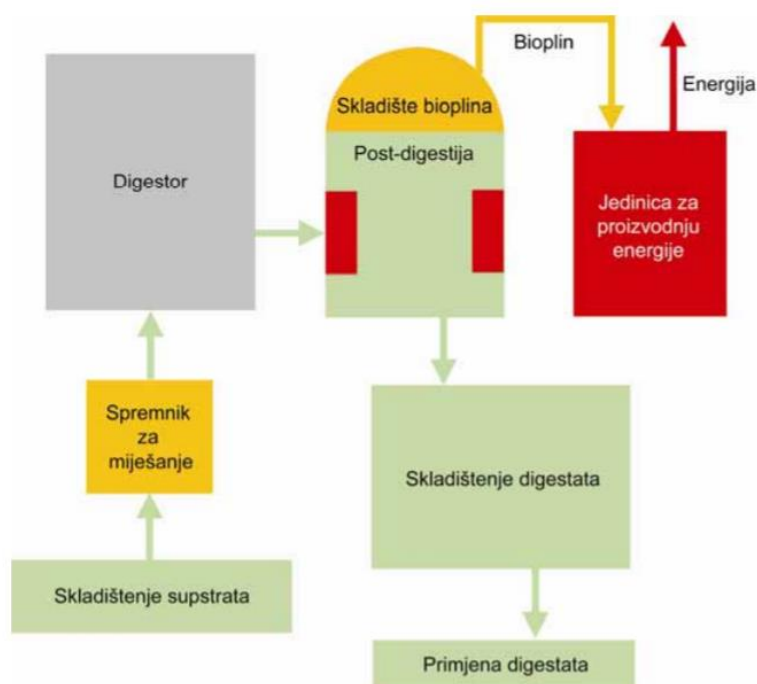 Bioplin
Energija
Skladište bioplina
Post-digestija
Digestor
Jedinica za
proizvodnju
energije
Spremnik
za
miješanje
Skladištenje digestata
Skladištenje supstrata
Primjena digestata